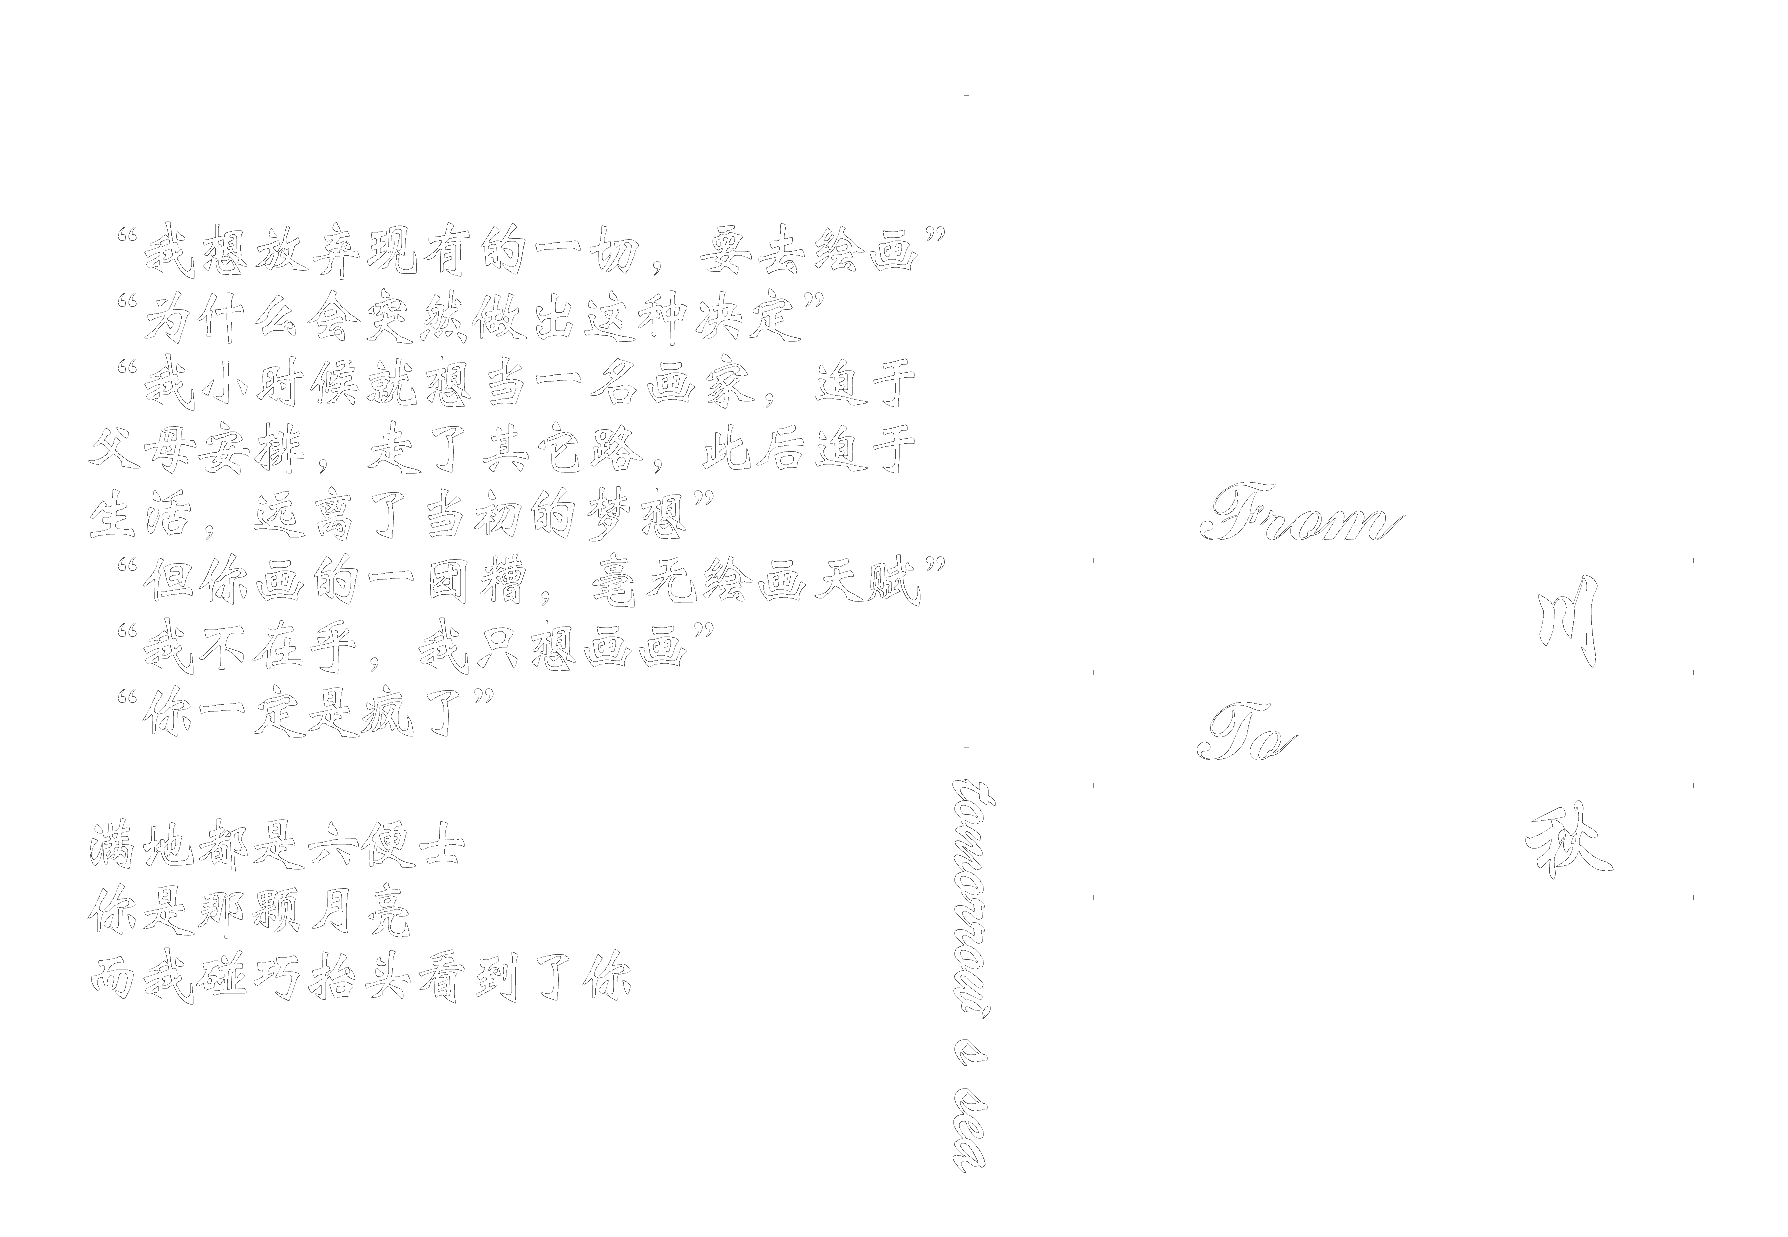 “我想放弃现有的一切，要去绘画”
“为什么会突然做出这种决定”
“我小时候就想当一名画家，迫于
父母安排，走了其它路，此后迫于
生活，远离了当初的梦想”
“但你画的一团糟，毫无绘画天赋”
“我不在乎，我只想画画”
“你一定是疯了”
满地都是六便士
你是那颗月亮
而我碰巧抬头看到了你
tomorrow s sea
From
川
To
秋